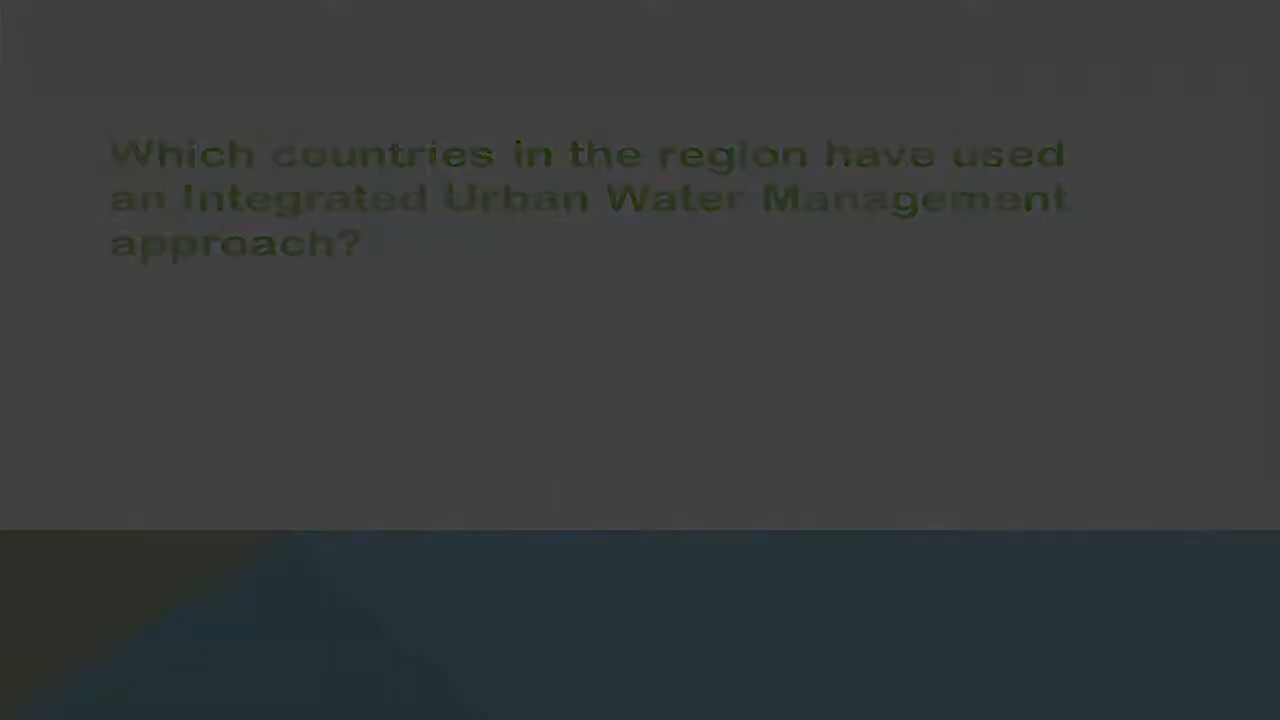 Which countries in the region have used
an Integrated Urban Water Management
approach?